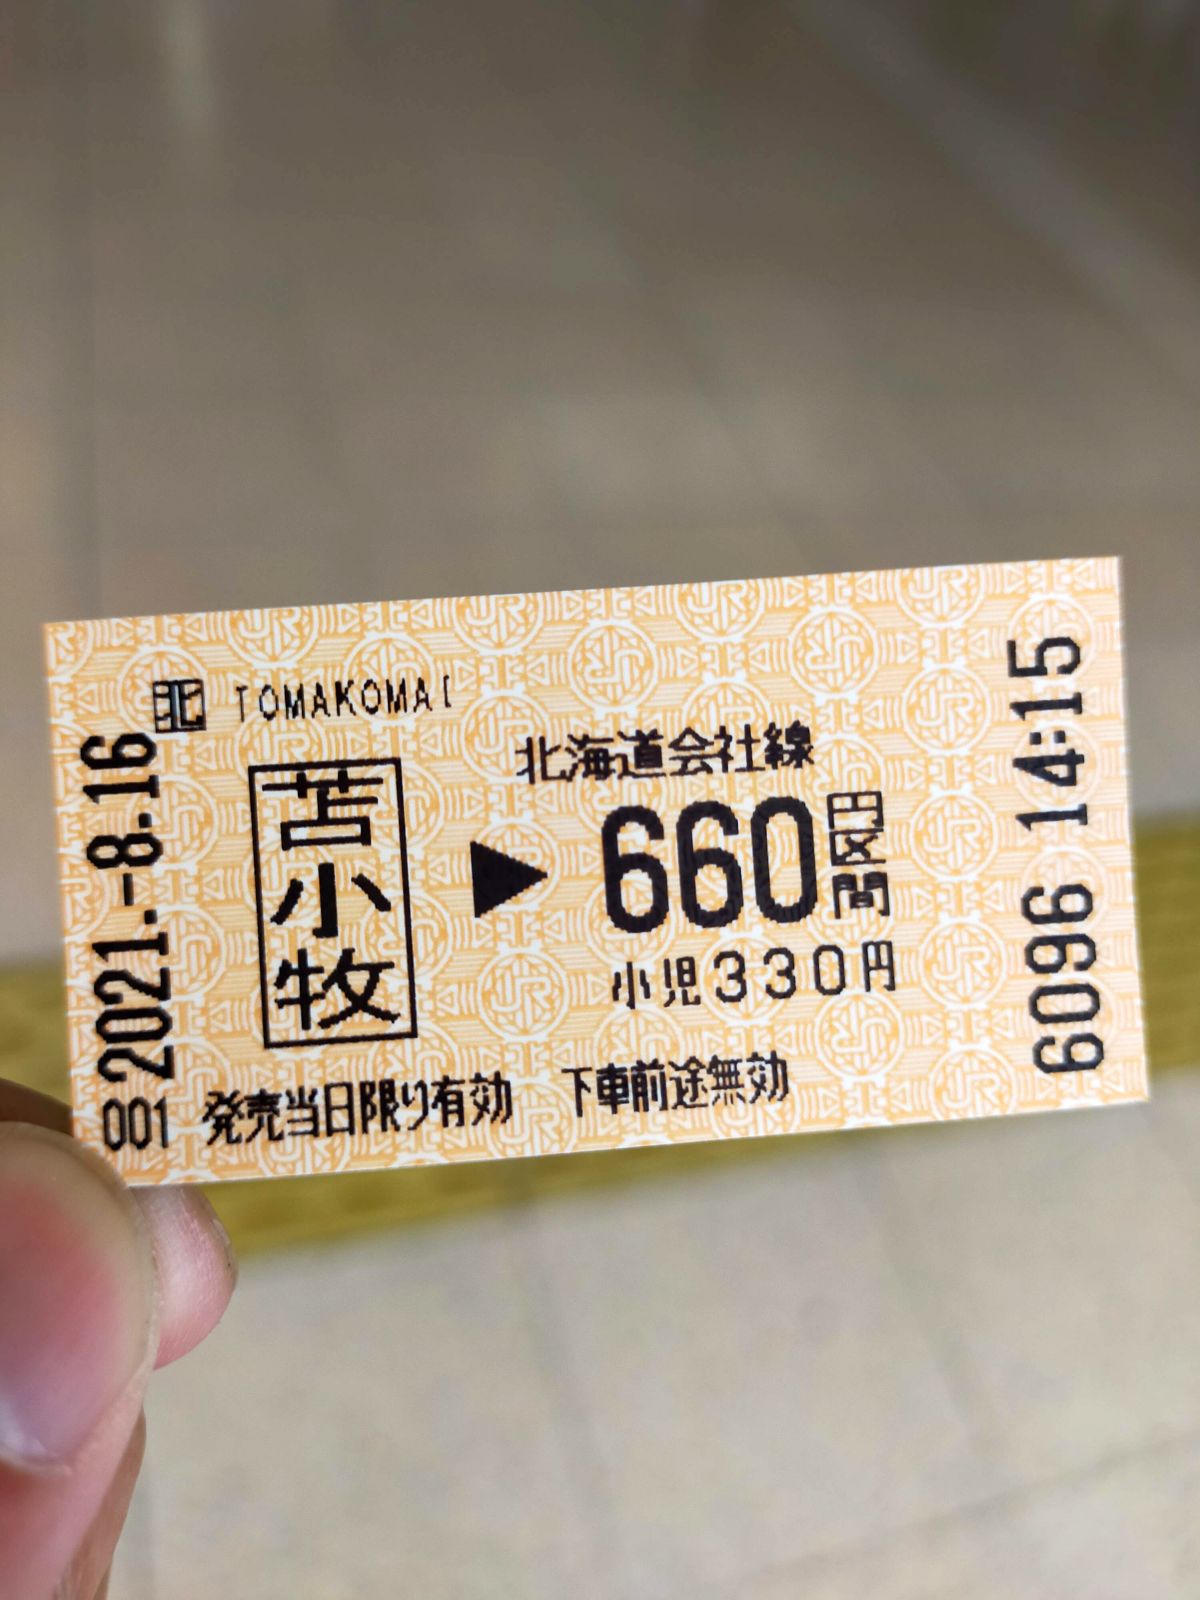 北 TOMAKOMAI
苫小牧 ▶ 北海道会社線
660円区間
小児330円
発売当日限り有効 下車前途無効
001 2021.-8.16
6096 14:15